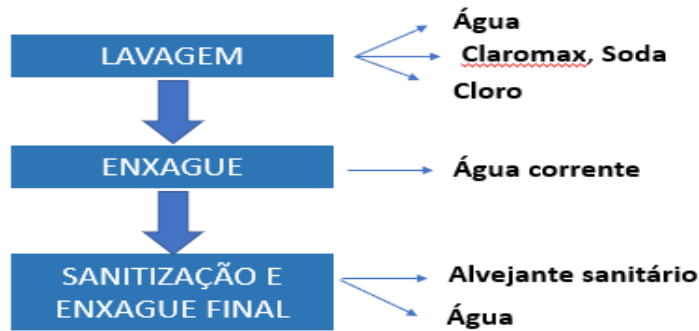 LAVAGEM
Água
Claromax, Soda
Cloro
ENXAGUE
Água corrente
SANITIZAÇÃO E
ENXAGUE FINAL
Alvejante sanitário
Água